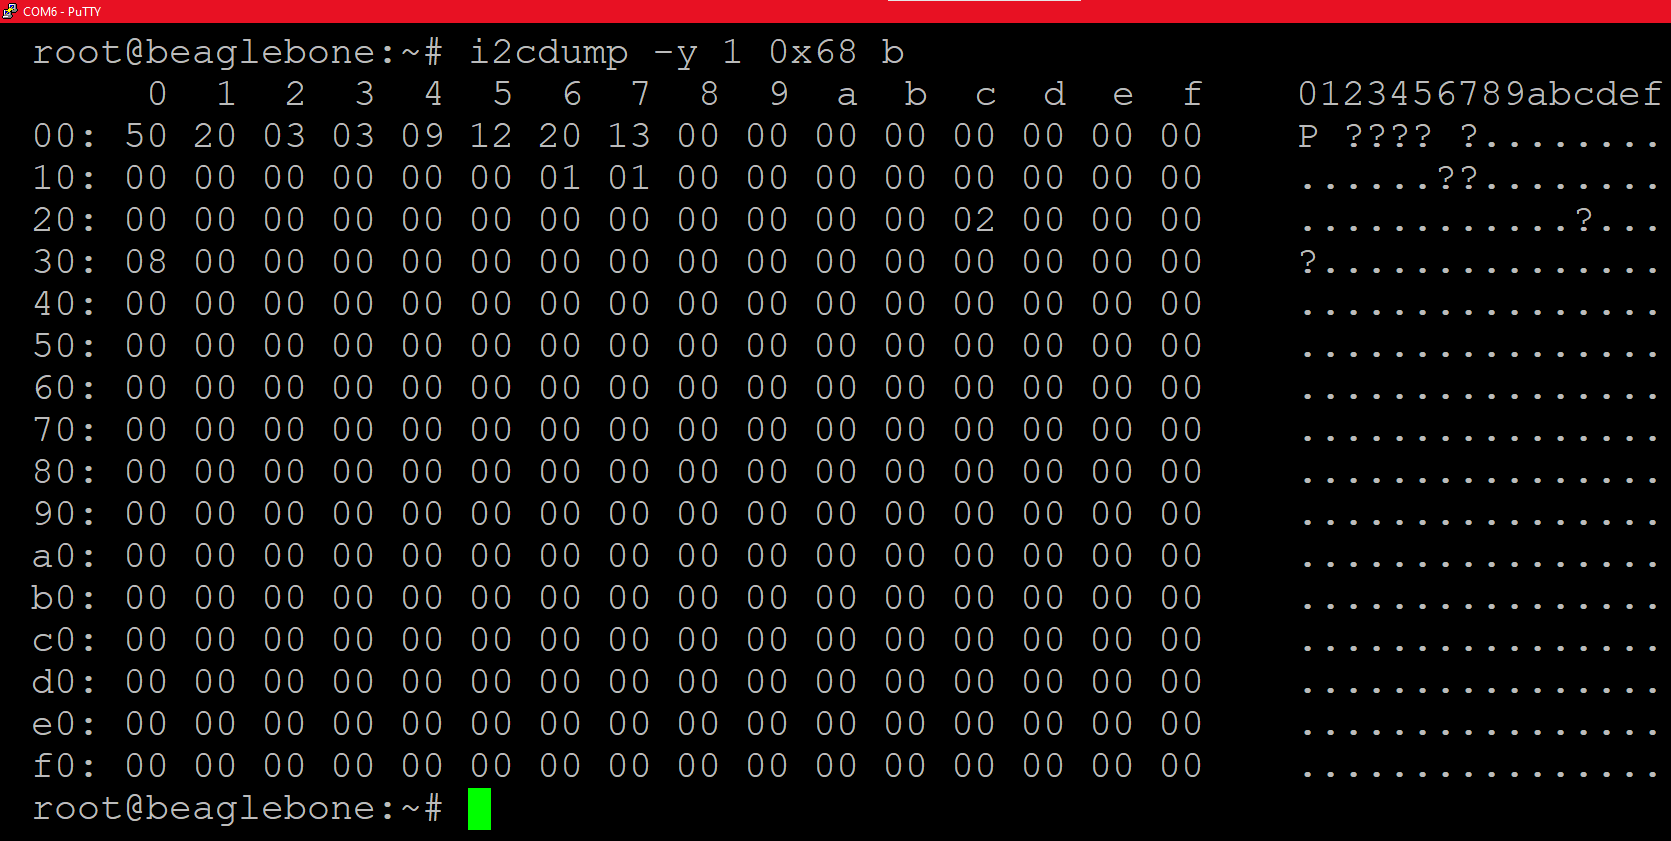 COM6 - PuTTY
root@beaglebone:~# i2cdump -y 1 0x68 b
     0  1  2  3  4  5  6  7  8  9  a  b  c  d  e  f    0123456789abcdef
00: 50 20 03 03 09 12 20 13 00 00 00 00 00 00 00 00    P ???? ?........
10: 00 00 00 00 00 00 01 01 00 00 00 00 00 00 00 00    ......??........
20: 00 00 00 00 00 00 00 00 00 00 00 00 02 00 00 00    ............?...
30: 08 00 00 00 00 00 00 00 00 00 00 00 00 00 00 00    ?...............
40: 00 00 00 00 00 00 00 00 00 00 00 00 00 00 00 00    ................
50: 00 00 00 00 00 00 00 00 00 00 00 00 00 00 00 00    ................
60: 00 00 00 00 00 00 00 00 00 00 00 00 00 00 00 00    ................
70: 00 00 00 00 00 00 00 00 00 00 00 00 00 00 00 00    ................
80: 00 00 00 00 00 00 00 00 00 00 00 00 00 00 00 00    ................
90: 00 00 00 00 00 00 00 00 00 00 00 00 00 00 00 00    ................
a0: 00 00 00 00 00 00 00 00 00 00 00 00 00 00 00 00    ................
b0: 00 00 00 00 00 00 00 00 00 00 00 00 00 00 00 00    ................
c0: 00 00 00 00 00 00 00 00 00 00 00 00 00 00 00 00    ................
d0: 00 00 00 00 00 00 00 00 00 00 00 00 00 00 00 00    ................
e0: 00 00 00 00 00 00 00 00 00 00 00 00 00 00 00 00    ................
f0: 00 00 00 00 00 00 00 00 00 00 00 00 00 00 00 00    ................
root@beaglebone:~#